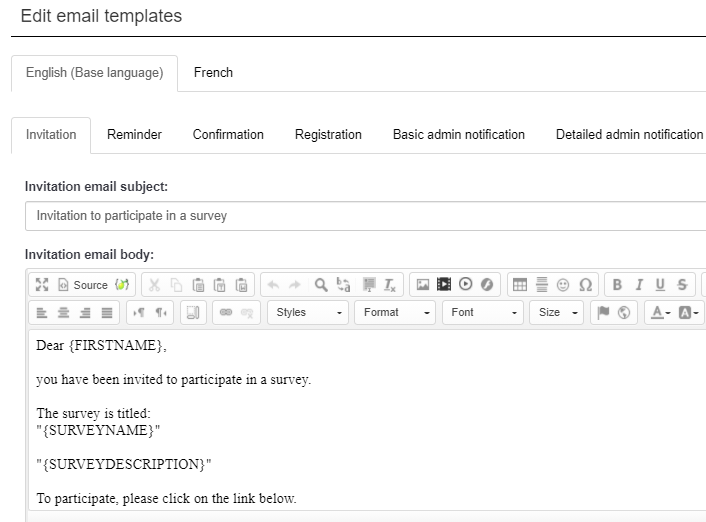 Edit email templates
English (Base language) French
Invitation Reminder Confirmation Registration Basic admin notification Detailed admin notification
Invitation email subject:
Invitation to participate in a survey
Invitation email body:
Source
Styles Format Font Size
Dear {FIRSTNAME},
you have been invited to participate in a survey.
The survey is titled:
"{SURVEYNAME}"
"{SURVEYDESCRIPTION}"
To participate, please click on the link below.